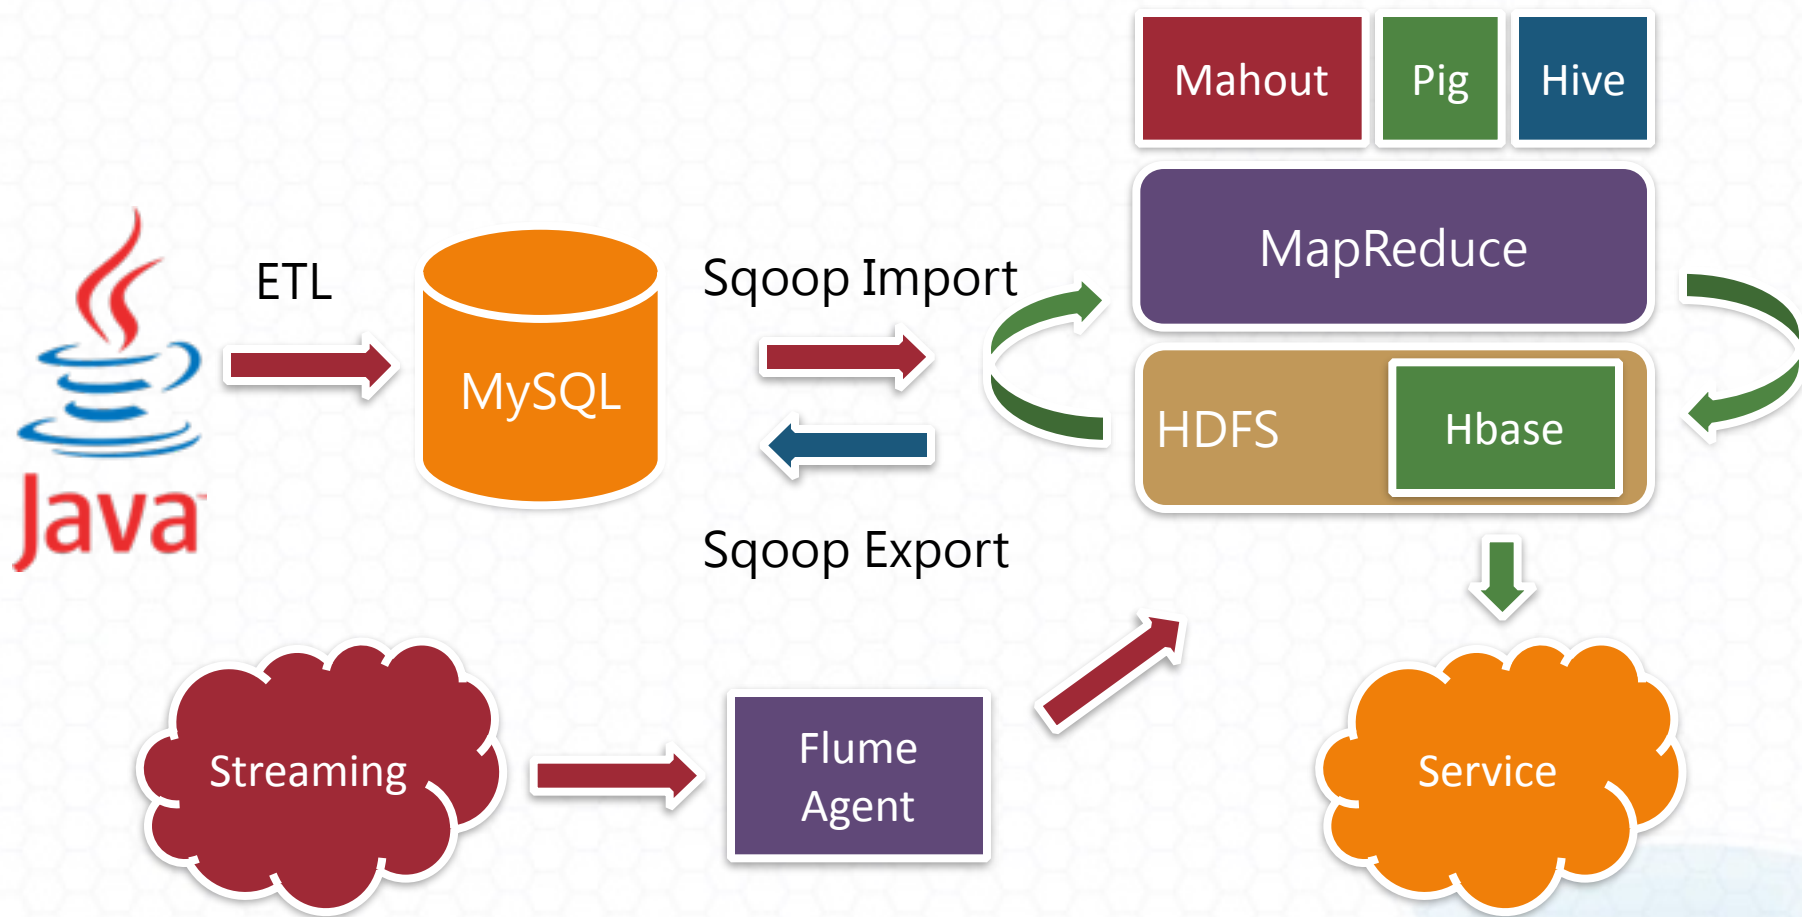 Mahout
Pig
Hive
MapReduce
ETL
Sqoop Import
MySQL
HDFS
Hbase
Java
Sqoop Export
Streaming
Flume
Agent
Service